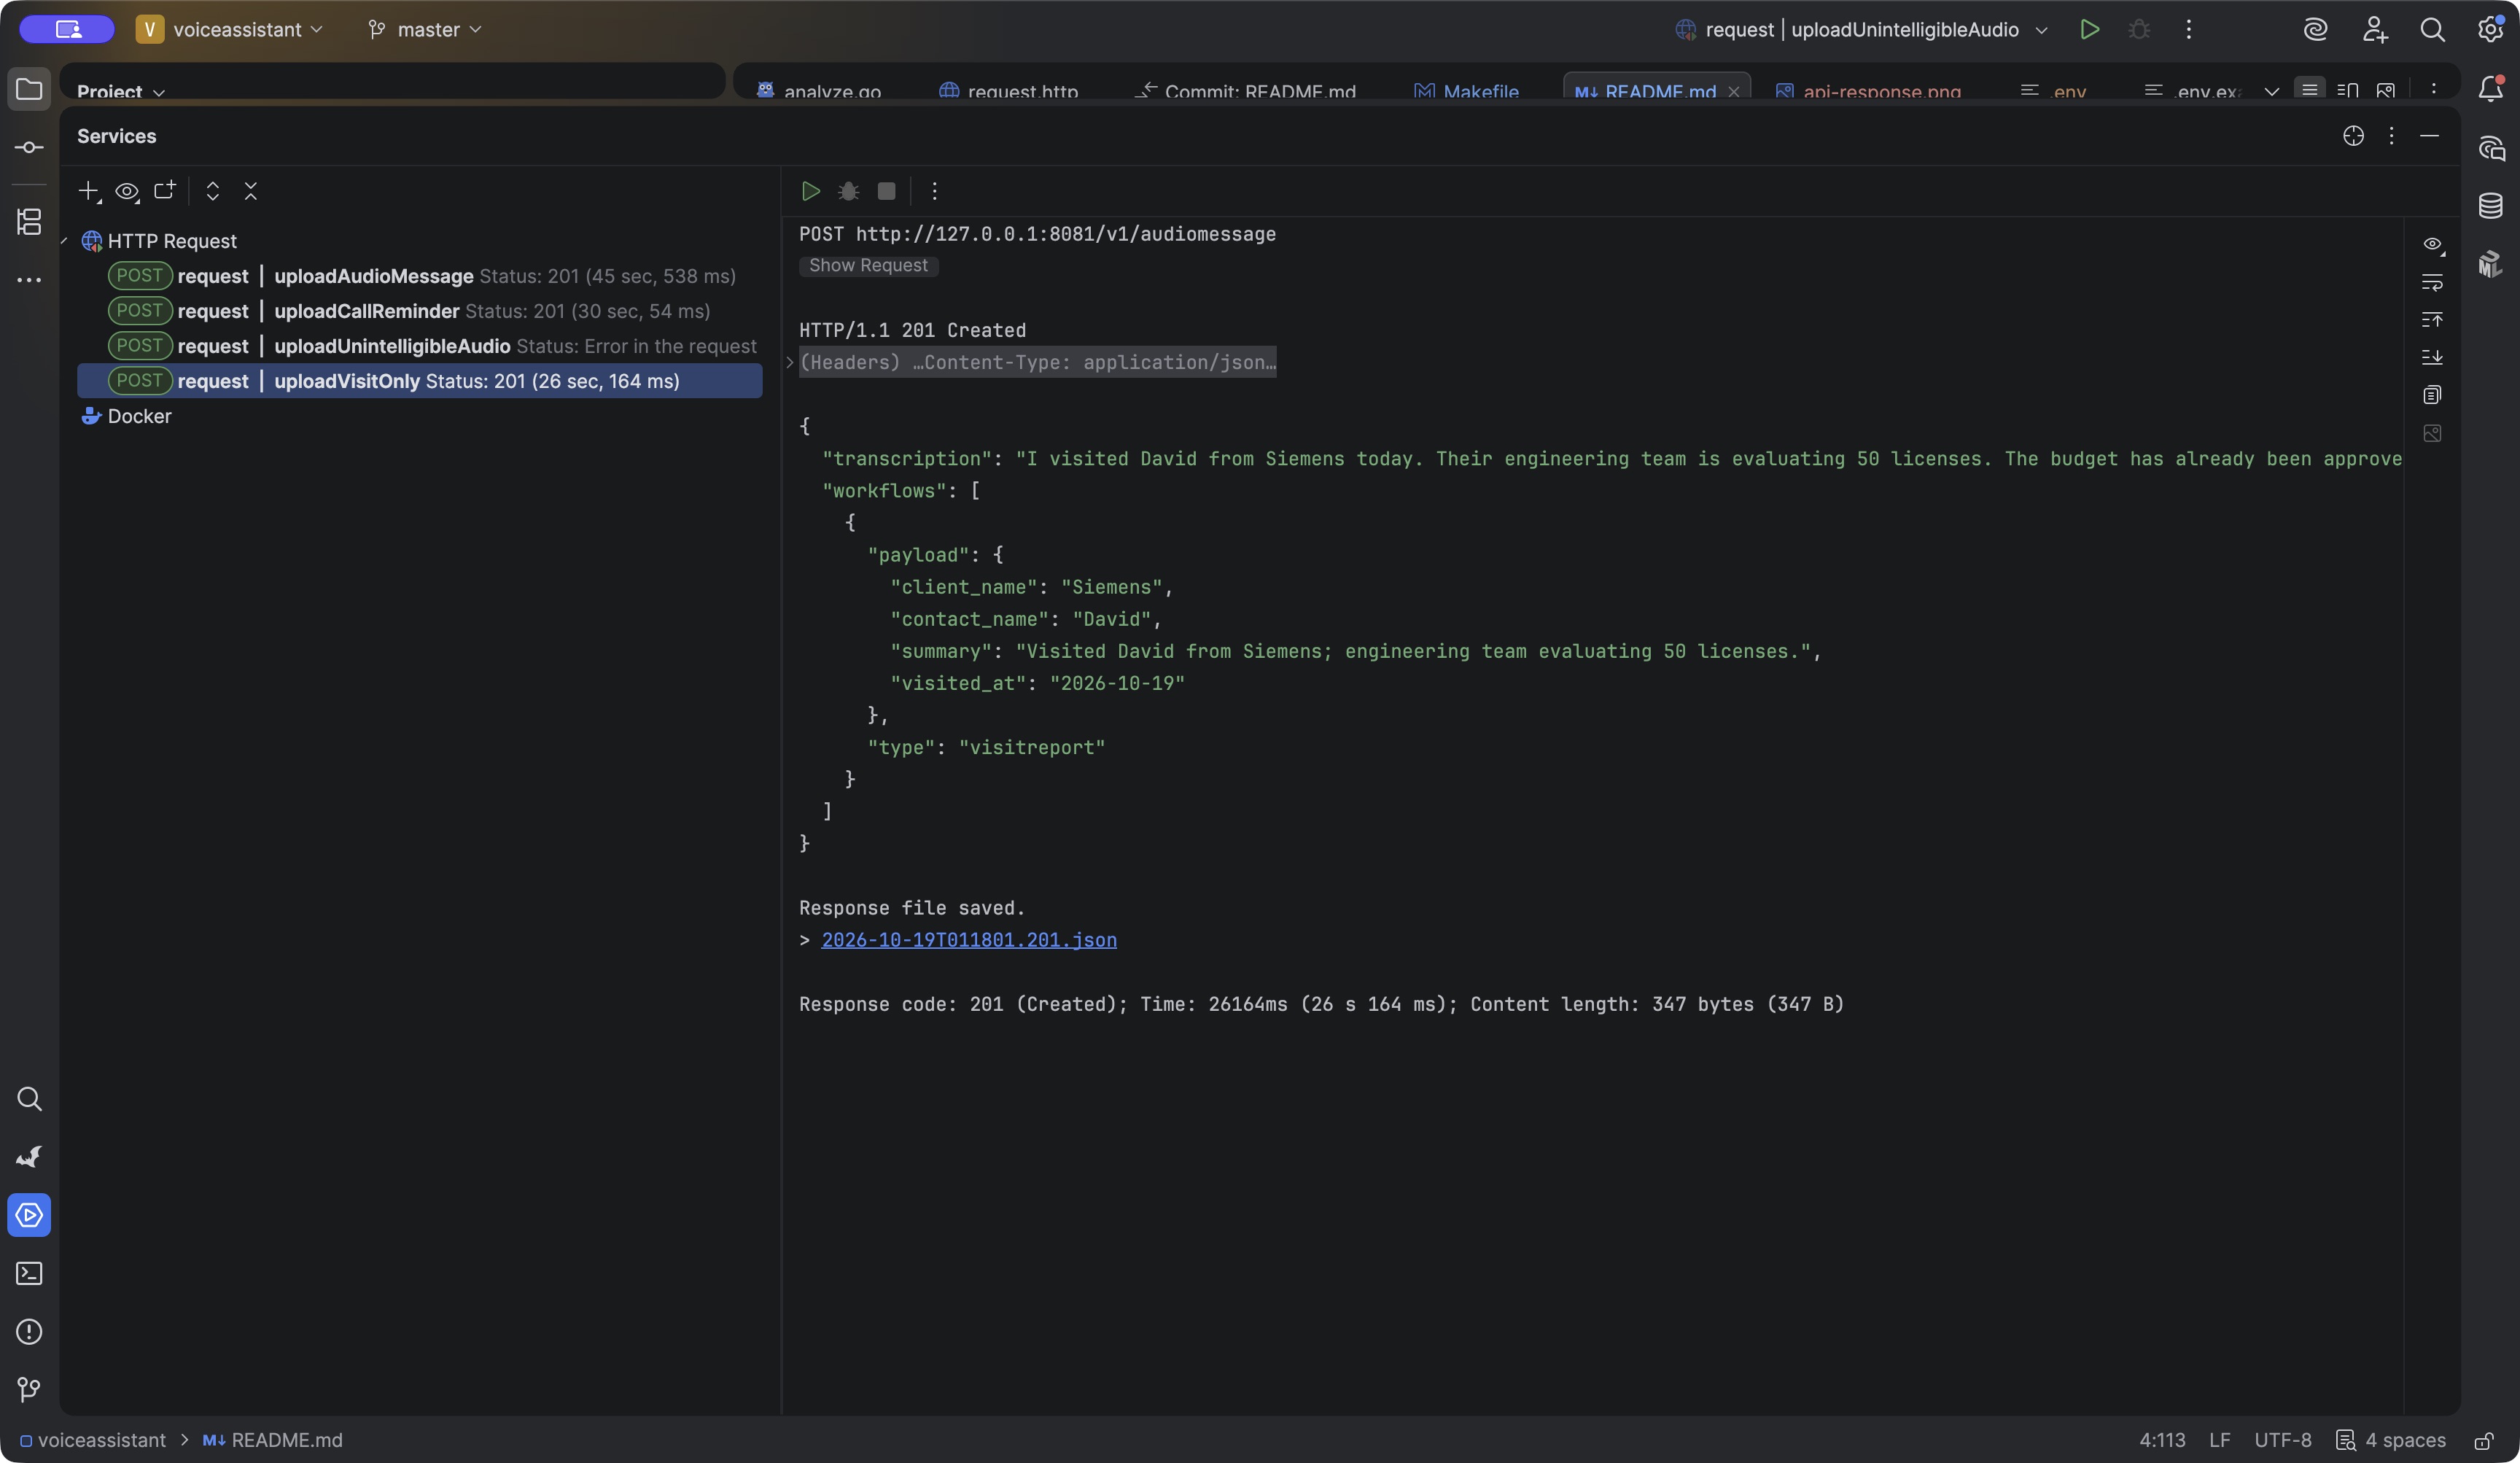 V voiceassistant master request | uploadUnintelligibleAudio
Project analyze.go request.http Commit: README.md Makefile README.md api-response.png .env .env.ex
Services
HTTP Request
POST request | uploadAudioMessage Status: 201 (45 sec, 538 ms)
POST request | uploadCallReminder Status: 201 (30 sec, 54 ms)
POST request | uploadUnintelligibleAudio Status: Error in the request
POST request | uploadVisitOnly Status: 201 (26 sec, 164 ms)
Docker
POST http://127.0.0.1:8081/v1/audiomessage
Show Request
HTTP/1.1 201 Created
(Headers) …Content-Type: application/json…
{
"transcription": "I visited David from Siemens today. Their engineering team is evaluating 50 licenses. The budget has already been approve
"workflows": [
{
"payload": {
"client_name": "Siemens",
"contact_name": "David",
"summary": "Visited David from Siemens; engineering team evaluating 50 licenses.",
"visited_at": "2026-10-19"
},
"type": "visitreport"
}
]
}
Response file saved.
> 2026-10-19T011801.201.json
Response code: 201 (Created); Time: 26164ms (26 s 164 ms); Content length: 347 bytes (347 B)
voiceassistant > M↓ README.md 4:113 LF UTF-8 4 spaces